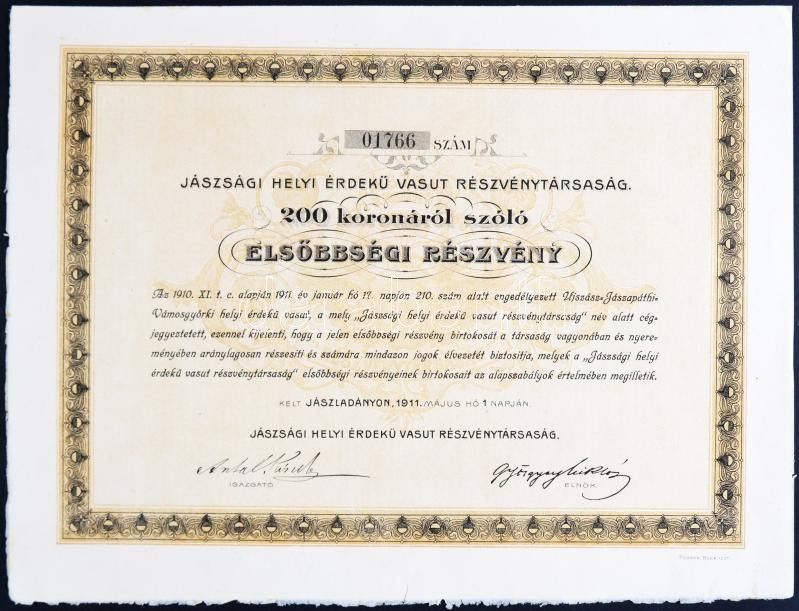 01766 SZÁM
JÁSZSÁGI HELYI ÉRDEKŰ VASUT RÉSZVÉNYTÁRSASÁG.
200 koronáról szóló
ELSŐBBSÉGI RÉSZVÉNY
Az 1910. XI. t. c. alapján 1911. év január hó 17. napján 210. szám alatt engedélyezett Ujszász-Jászapáthi-
Vámosgyörki helyi érdekű vasut, a mely „Jászsági helyi érdekű vasut részvénytársaság" név alatt cég-
jegyeztetett, ezennel kijelenti, hogy a jelen elsőbbségi részvény birtokosát a társaság vagyonában és nyere-
ményében aránylagosan részesiti és számára mindazon jogok élvezetét biztositja, melyek a „Jászsági helyi
érdekű vasut részvénytársaság" elsőbbségi részvényeinek birtokosait az alapszabályok értelmében megilletik.
KELT JÁSZLADÁNYON, 1911. MÁJUS HÓ 1 NAPJÁN.
JÁSZSÁGI HELYI ÉRDEKŰ VASUT RÉSZVÉNYTÁRSASÁG.
Antal
IGAZGATÓ.
ELNÖK.